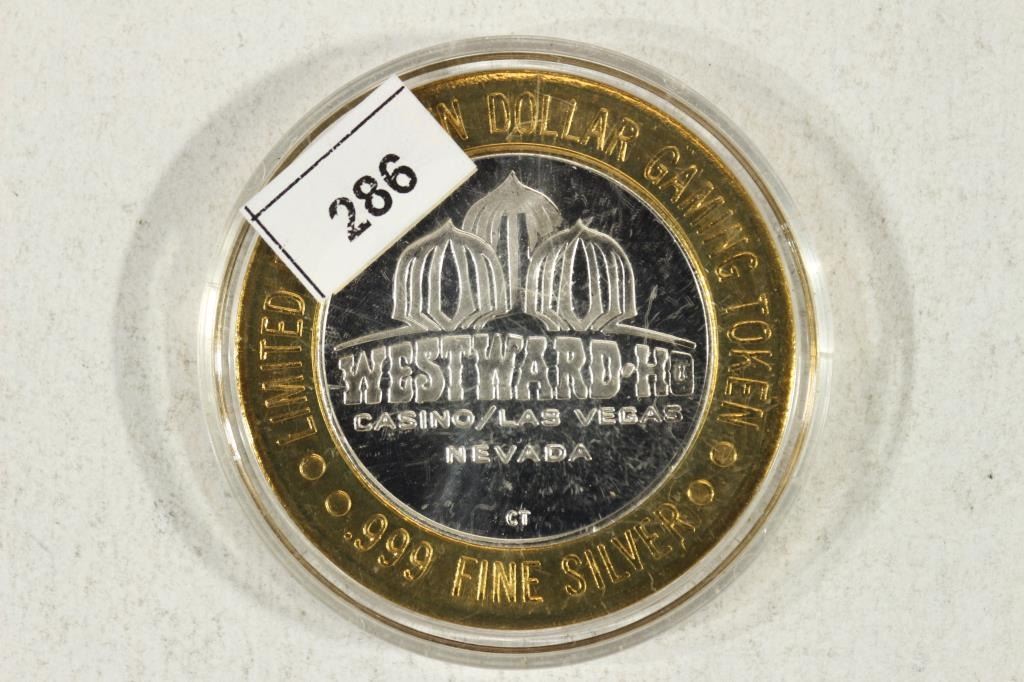 286
LIMITED
DOLLAR GAMING TOKEN
WESTWARD-HO
CASINO/LAS VEGAS
NEVADA
CT
.999 FINE SILVER